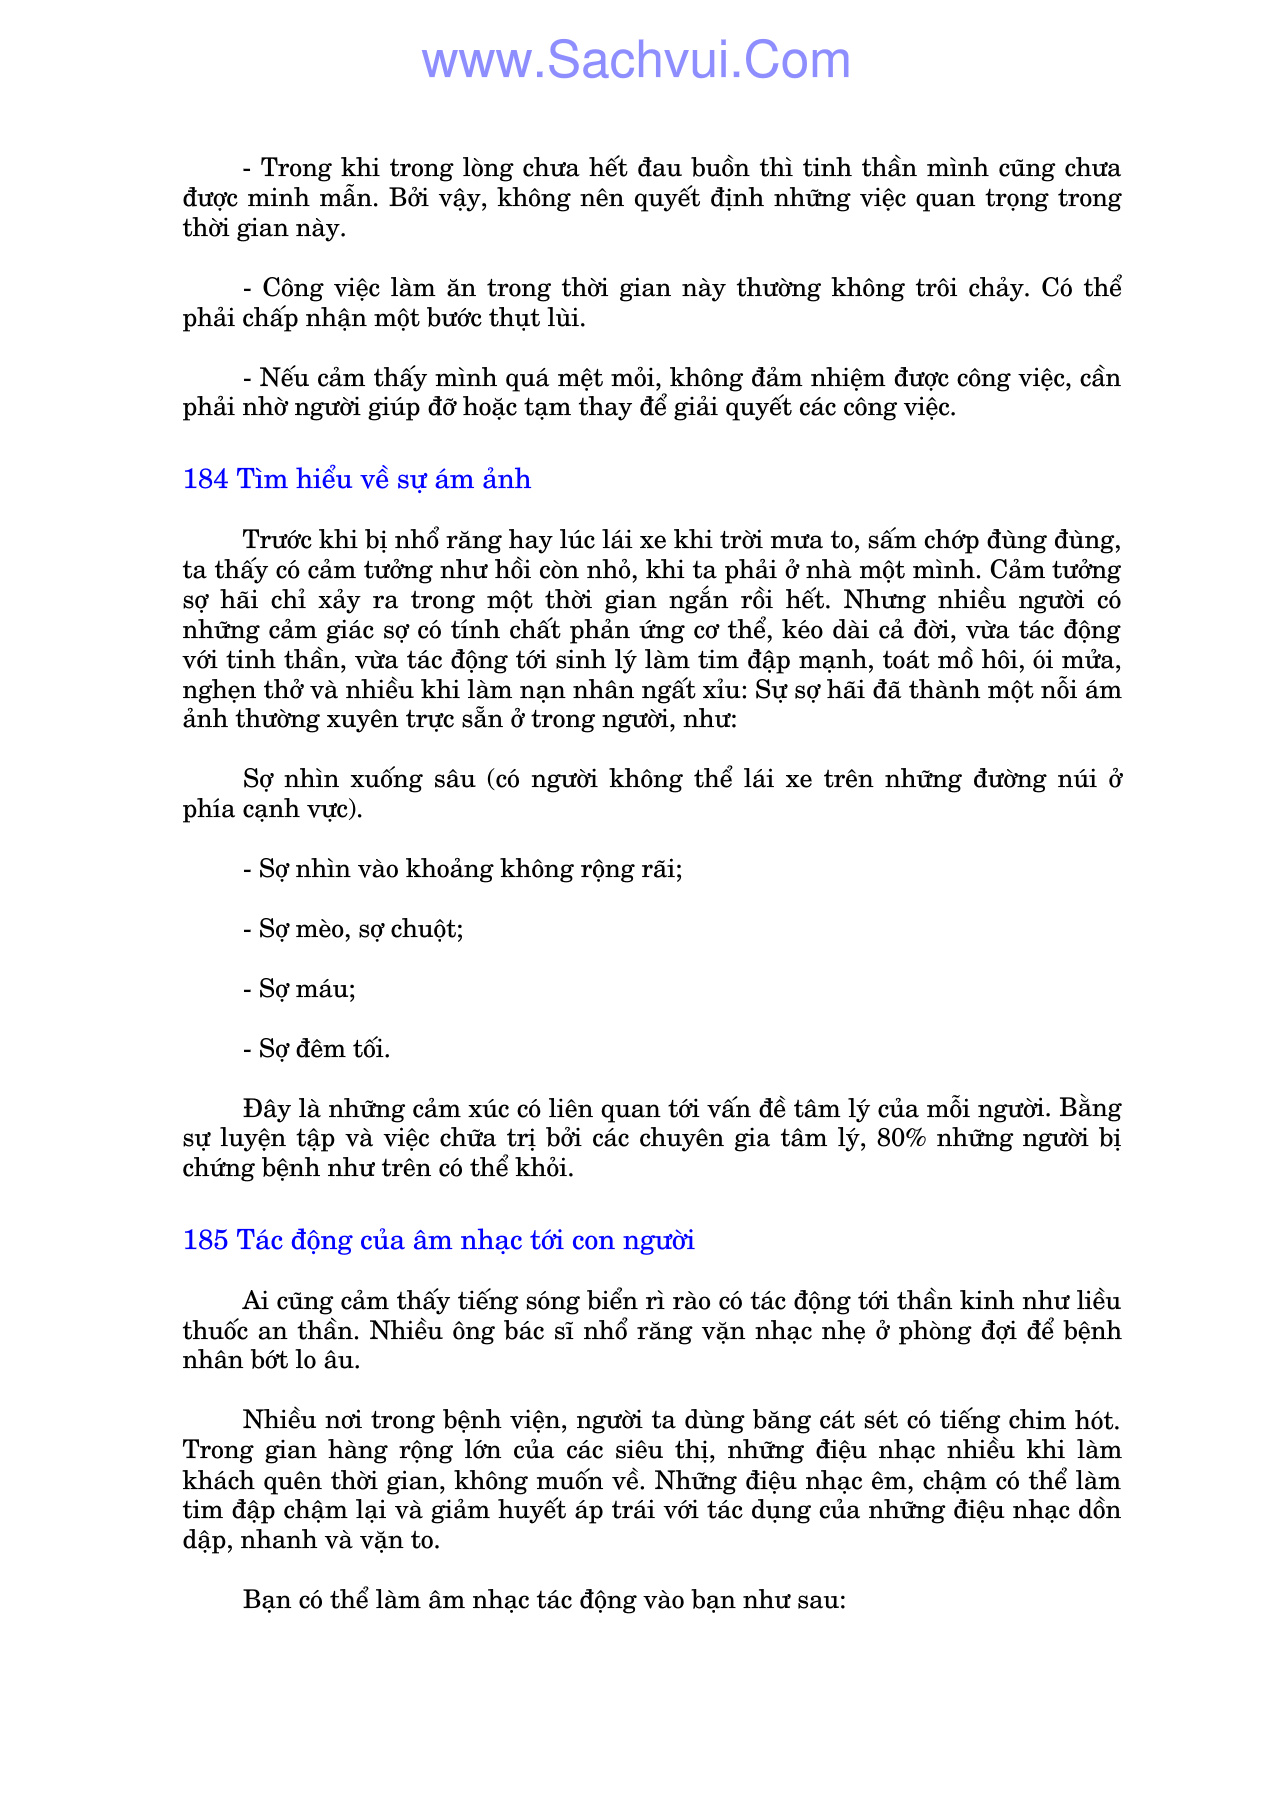 www.Sachvui.Com
- Trong khi trong lòng chưa hết đau buồn thì tinh thần mình cũng chưa
được minh mẫn. Bởi vậy, không nên quyết định những việc quan trọng trong
thời gian này.
- Công việc làm ăn trong thời gian này thường không trôi chảy. Có thể
phải chấp nhận một bước thụt lùi.
- Nếu cảm thấy mình quá mệt mỏi, không đảm nhiệm được công việc, cần
phải nhờ người giúp đỡ hoặc tạm thay để giải quyết các công việc.
184 Tìm hiểu về sự ám ảnh
Trước khi bị nhổ răng hay lúc lái xe khi trời mưa to, sấm chớp đùng đùng,
ta thấy có cảm tưởng như hồi còn nhỏ, khi ta phải ở nhà một mình. Cảm tưởng
sợ hãi chỉ xảy ra trong một thời gian ngắn rồi hết. Nhưng nhiều người có
những cảm giác sợ có tính chất phản ứng cơ thể, kéo dài cả đời, vừa tác động
với tinh thần, vừa tác động tới sinh lý làm tim đập mạnh, toát mồ hôi, ói mửa,
nghẹn thở và nhiều khi làm nạn nhân ngất xỉu: Sự sợ hãi đã thành một nỗi ám
ảnh thường xuyên trực sẵn ở trong người, như:
Sợ nhìn xuống sâu (có người không thể lái xe trên những đường núi ở
phía cạnh vực).
- Sợ nhìn vào khoảng không rộng rãi;
- Sợ mèo, sợ chuột;
- Sợ máu;
- Sợ đêm tối.
Đây là những cảm xúc có liên quan tới vấn đề tâm lý của mỗi người. Bằng
sự luyện tập và việc chữa trị bởi các chuyên gia tâm lý, 80% những người bị
chứng bệnh như trên có thể khỏi.
185 Tác động của âm nhạc tới con người
Ai cũng cảm thấy tiếng sóng biển rì rào có tác động tới thần kinh như liều
thuốc an thần. Nhiều ông bác sĩ nhổ răng vặn nhạc nhẹ ở phòng đợi để bệnh
nhân bớt lo âu.
Nhiều nơi trong bệnh viện, người ta dùng băng cát sét có tiếng chim hót.
Trong gian hàng rộng lớn của các siêu thị, những điệu nhạc nhiều khi làm
khách quên thời gian, không muốn về. Những điệu nhạc êm, chậm có thể làm
tim đập chậm lại và giảm huyết áp trái với tác dụng của những điệu nhạc dồn
dập, nhanh và vặn to.
Bạn có thể làm âm nhạc tác động vào bạn như sau: